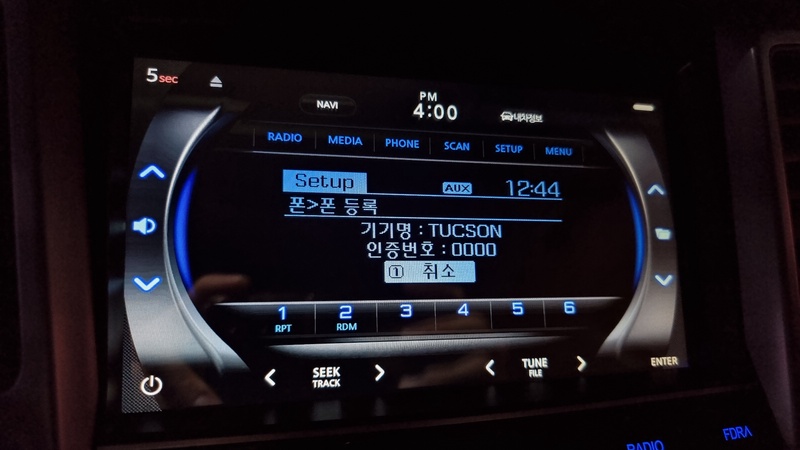 5sec
NAVI
PM
4:00
내차정보
RADIO MEDIA PHONE SCAN SETUP MENU
Setup AUX 12:44
폰>폰 등록
기기명 : TUCSON
인증번호 : 0000
① 취소
1 2 3 4 5 6
RPT RDM
SEEK
TRACK
TUNE
FILE
ENTER
RADIO
FDRA